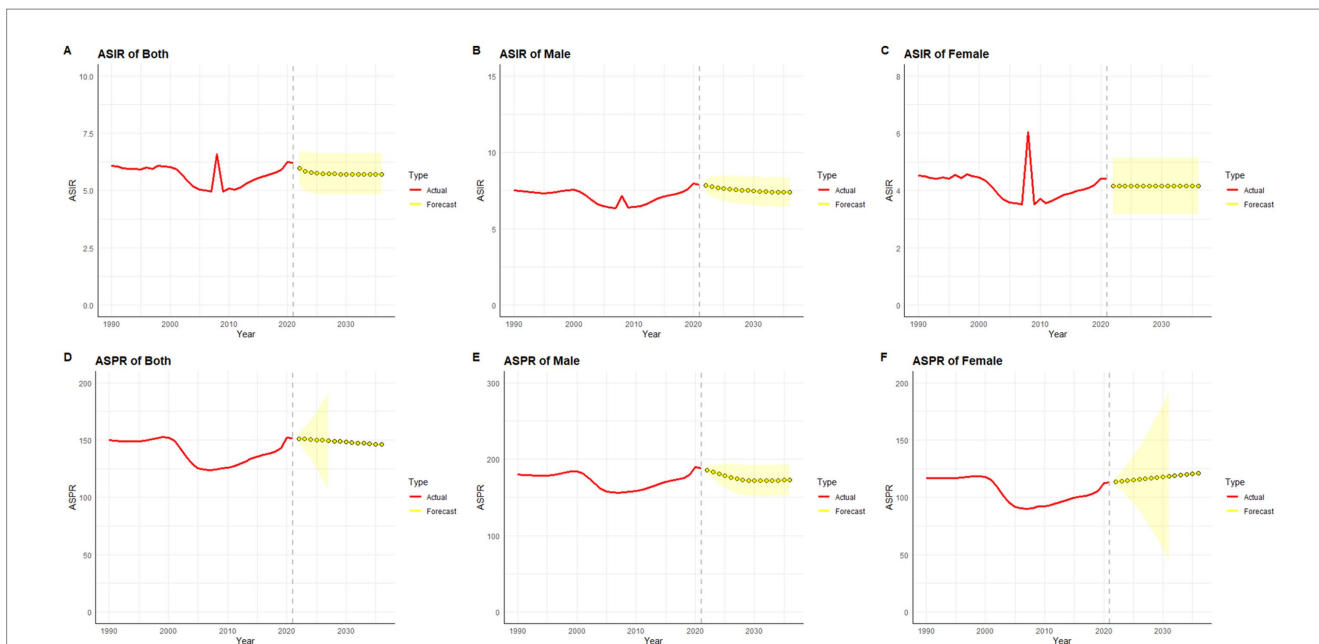 A ASIR of Both
10.0
7.5
5.0
2.5
0.0
ASIR
1990 2000 2010 2020 2030
Year
Type
Actual
Forecast
B ASIR of Male
15
10
5
0
ASIR
1990 2000 2010 2020 2030
Year
Type
Actual
Forecast
C ASIR of Female
8
6
4
2
0
ASIR
1990 2000 2010 2020 2030
Year
Type
Actual
Forecast
D ASPR of Both
200
150
100
50
0
ASPR
1990 2000 2010 2020 2030
Year
Type
Actual
Forecast
E ASPR of Male
300
200
100
0
ASPR
1990 2000 2010 2020 2030
Year
Type
Actual
Forecast
F ASPR of Female
200
150
100
50
0
ASPR
1990 2000 2010 2020 2030
Year
Type
Actual
Forecast